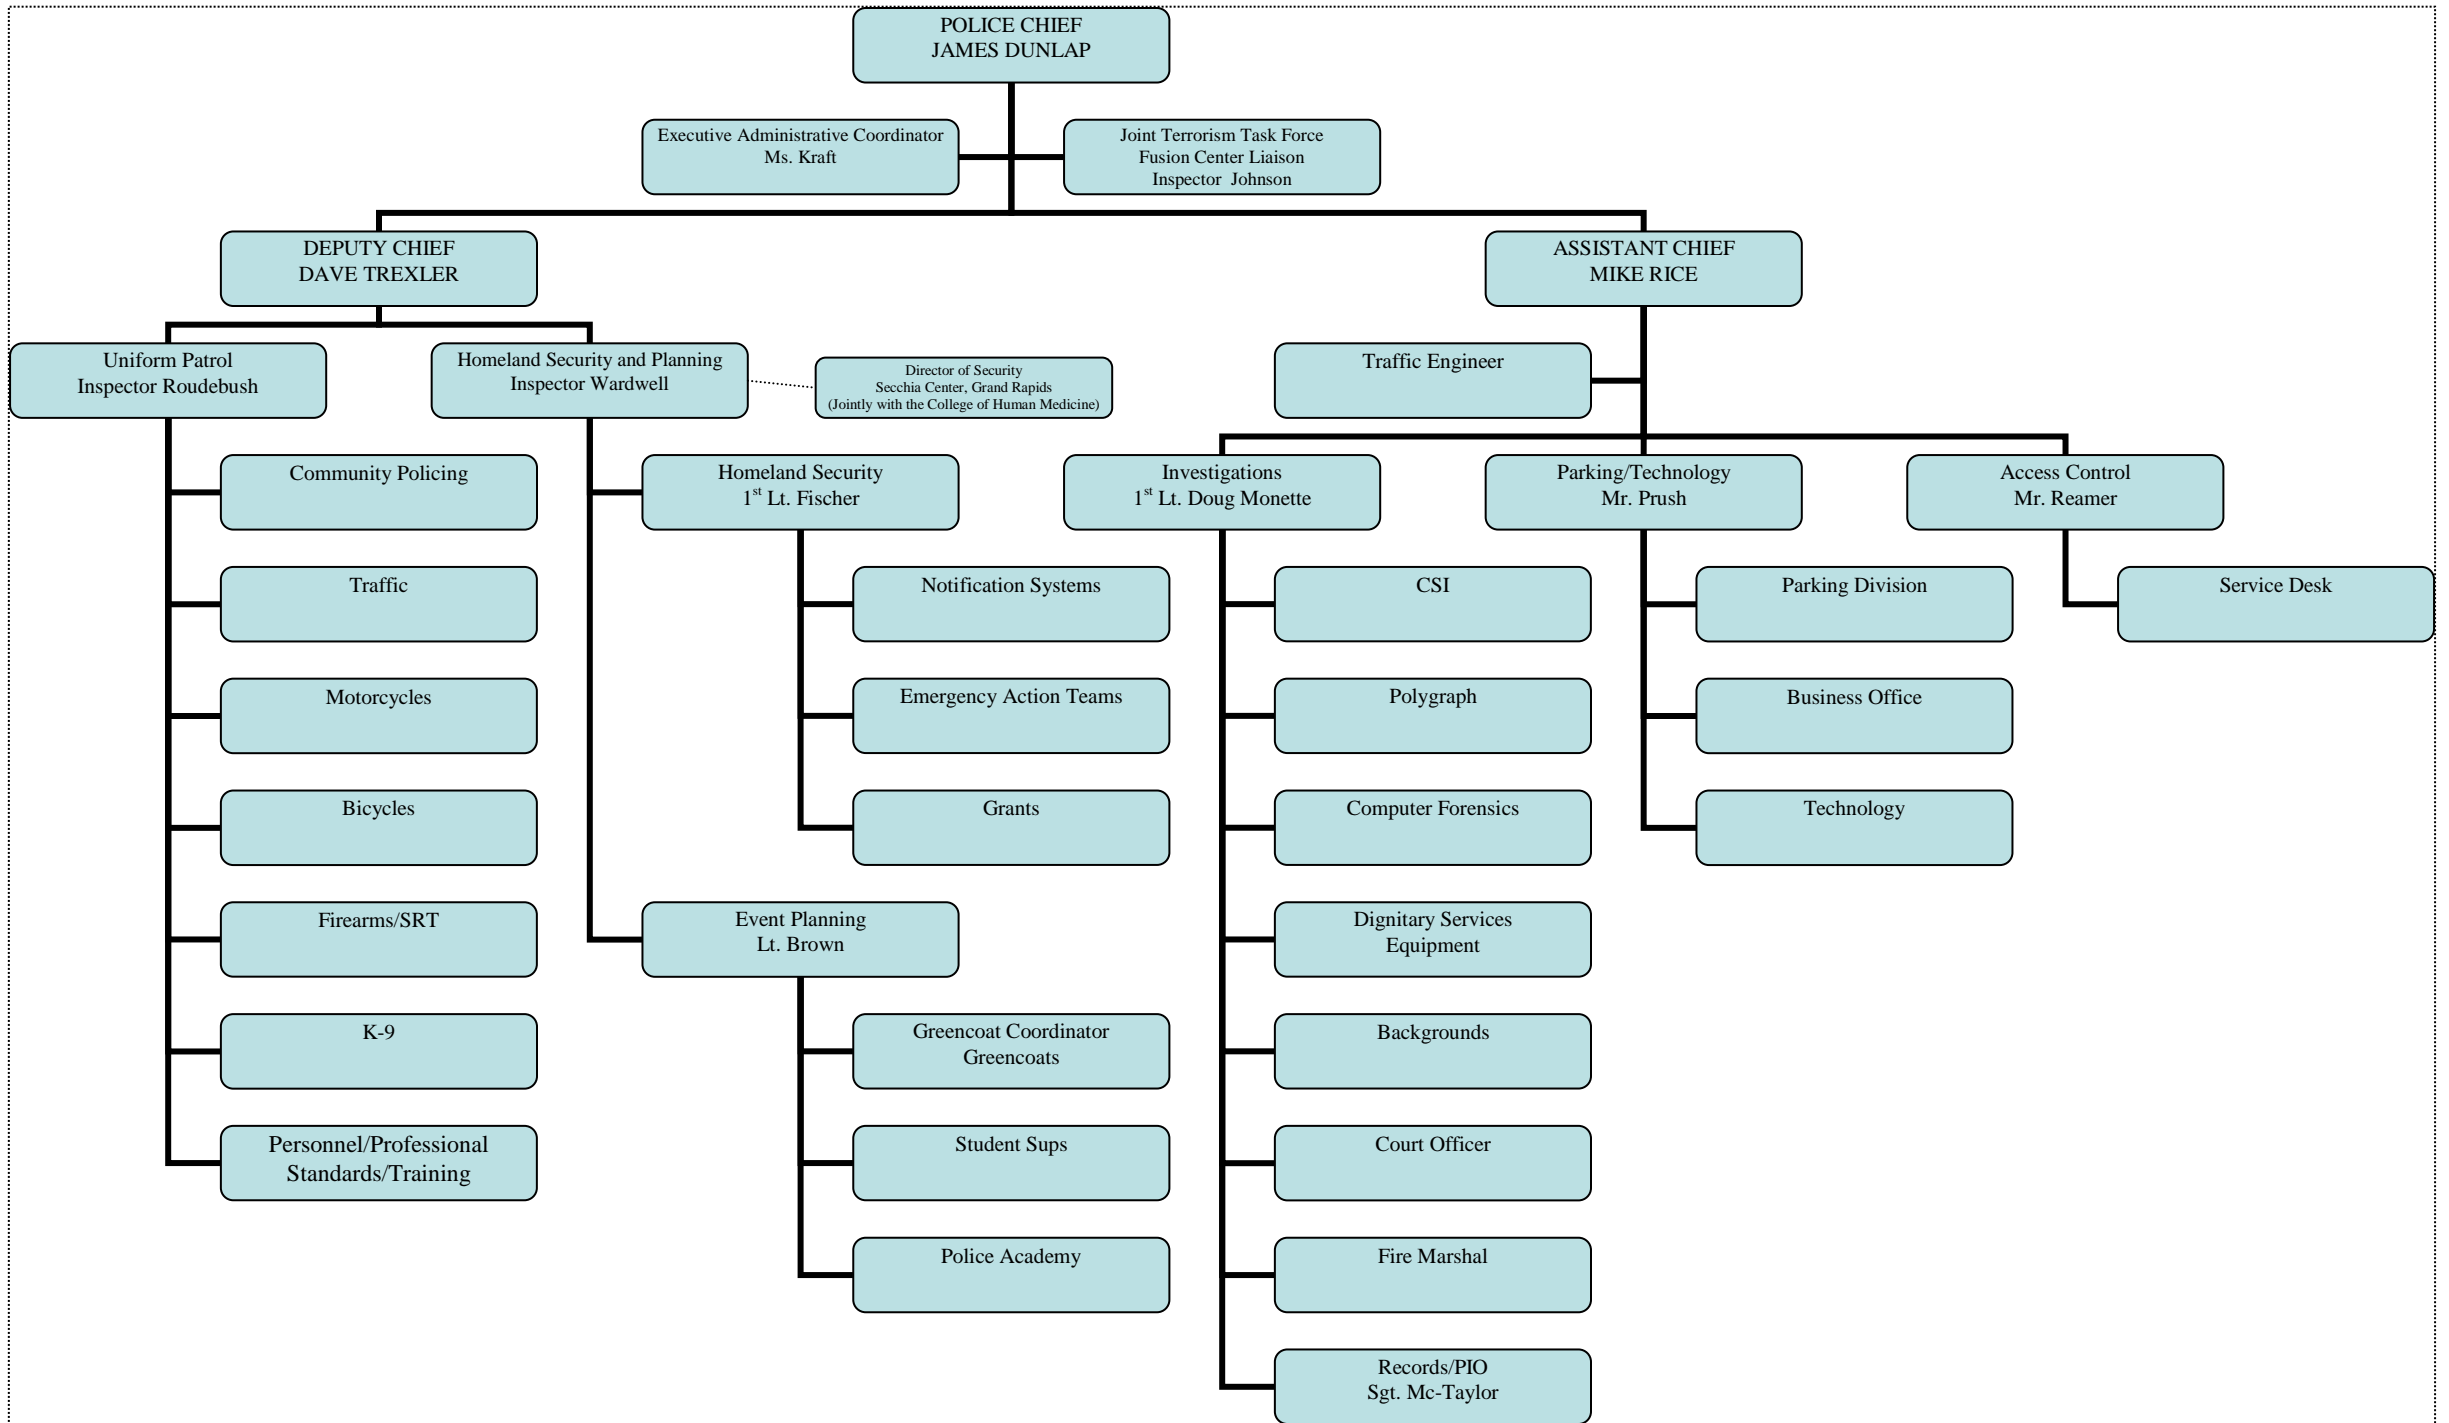 POLICE CHIEF
JAMES DUNLAP
Executive Administrative Coordinator
Ms. Kraft
Joint Terrorism Task Force
Fusion Center Liaison
Inspector  Johnson
DEPUTY CHIEF
DAVE TREXLER
ASSISTANT CHIEF
MIKE RICE
Uniform Patrol
Inspector Roudebush
Homeland Security and Planning
Inspector Wardwell
Director of Security
Secchia Center, Grand Rapids
(Jointly with the College of Human Medicine)
Traffic Engineer
Community Policing
Homeland Security
1st Lt. Fischer
Investigations
1st Lt. Doug Monette
Parking/Technology
Mr. Prush
Access Control
Mr. Reamer
Traffic
Notification Systems
CSI
Parking Division
Service Desk
Motorcycles
Emergency Action Teams
Polygraph
Business Office
Bicycles
Grants
Computer Forensics
Technology
Firearms/SRT
Event Planning
Lt. Brown
Dignitary Services
Equipment
K-9
Greencoat Coordinator
Greencoats
Backgrounds
Personnel/Professional
Standards/Training
Student Sups
Court Officer
Police Academy
Fire Marshal
Records/PIO
Sgt. Mc-Taylor